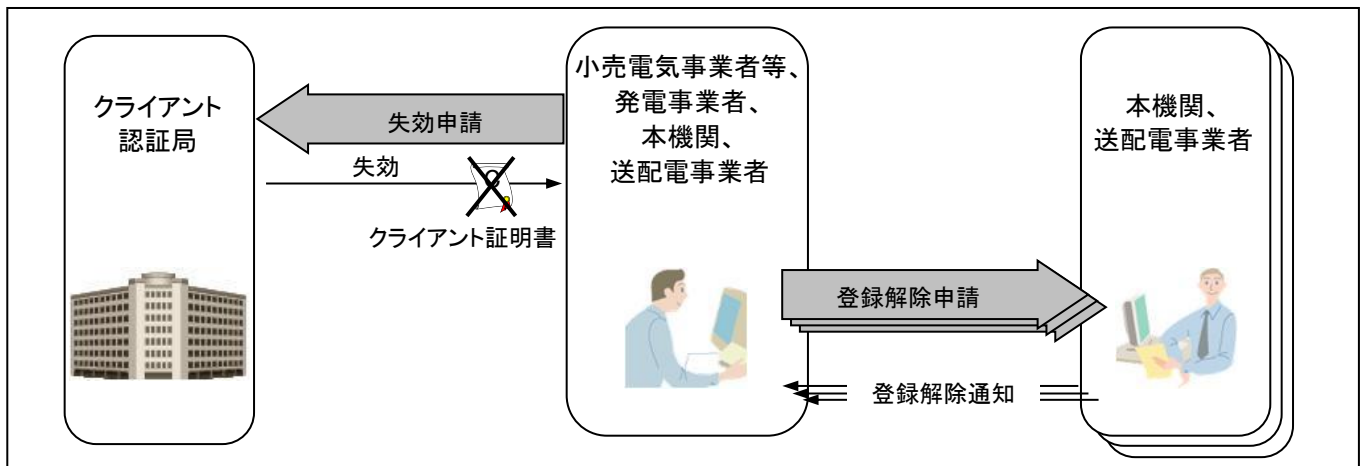 クライアント
認証局
失効申請
失効
クライアント証明書
小売電気事業者等、
発電事業者、
本機関、
送配電事業者
登録解除申請
登録解除通知
本機関、
送配電事業者